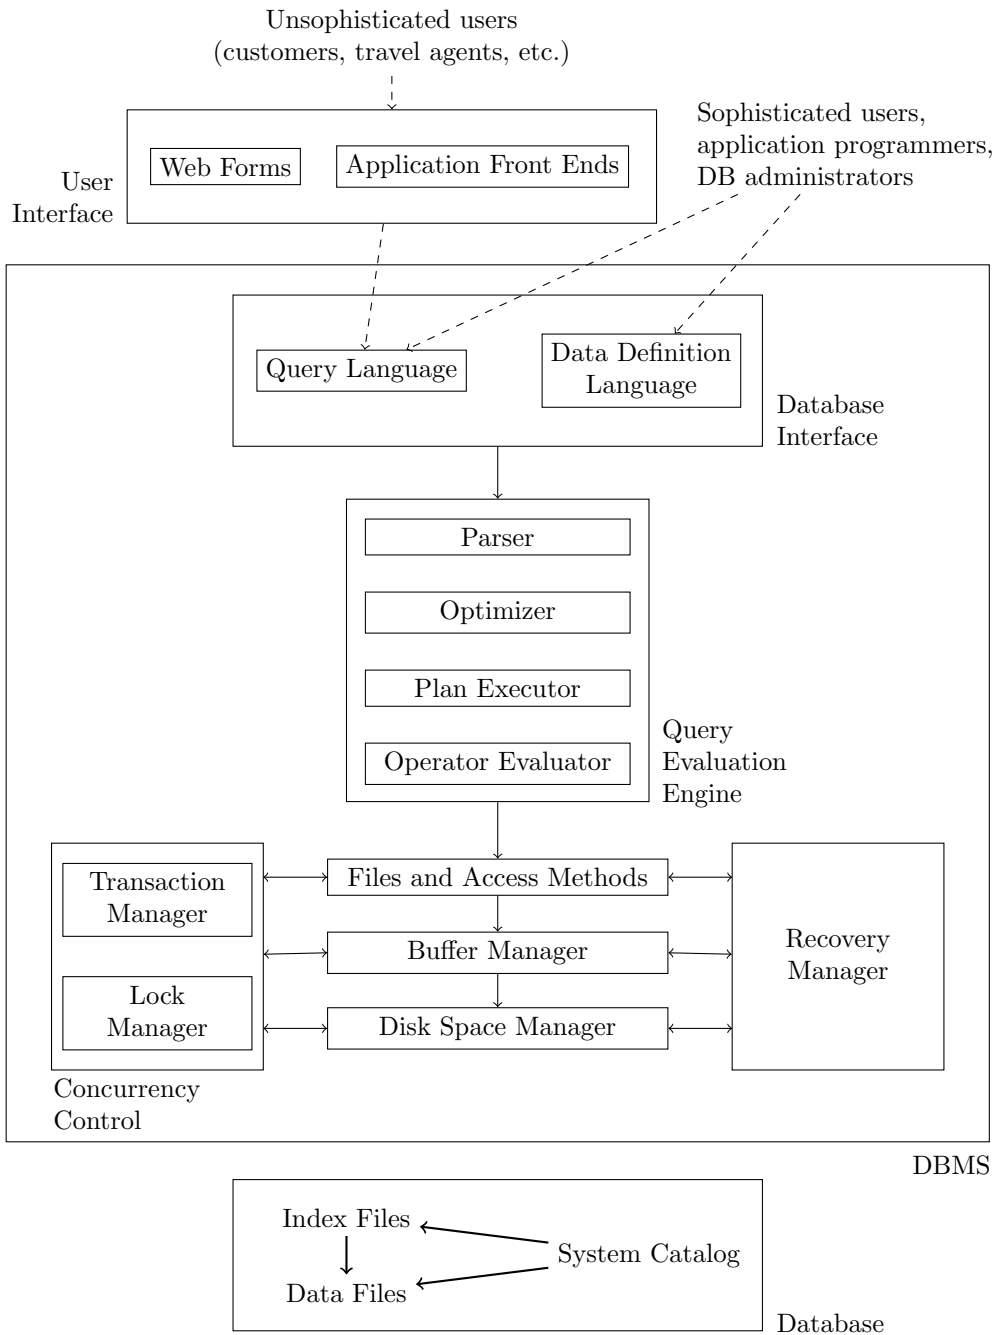 Unsophisticated users
(customers, travel agents, etc.)
Sophisticated users,
application programmers,
DB administrators
Web Forms
Application Front Ends
User
Interface
Query Language
Data Definition
Language
Database
Interface
Parser
Optimizer
Plan Executor
Operator Evaluator
Query
Evaluation
Engine
Transaction
Manager
Lock
Manager
Concurrency
Control
Files and Access Methods
Buffer Manager
Disk Space Manager
Recovery
Manager
DBMS
Index Files
System Catalog
Data Files
Database